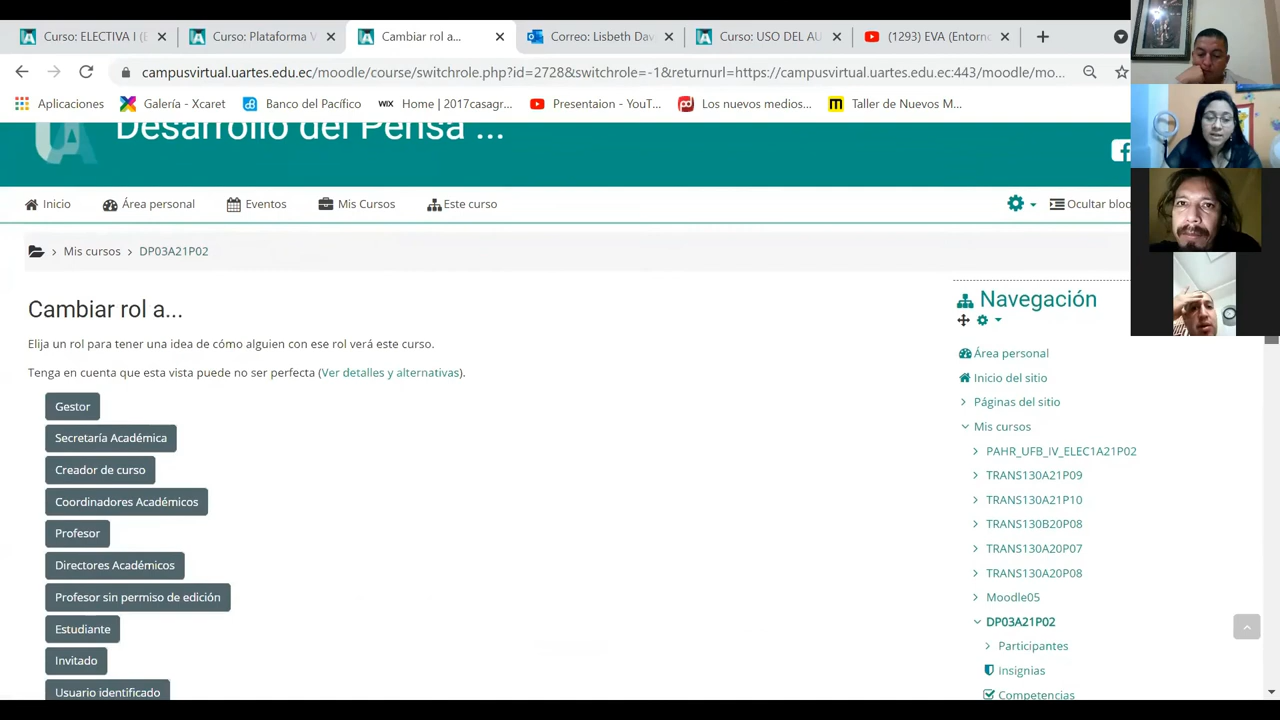 Curso: ELECTIVA I (E
Curso: Plataforma V
Cambiar rol a...
Correo: Lisbeth Dav
Curso: USO DEL AU
(1293) EVA (Entorno
campusvirtual.uartes.edu.ec/moodle/course/switchrole.php?id=2728&switchrole=-1&returnurl=https://campusvirtual.uartes.edu.ec:443/moodle/mo...
Aplicaciones
Galería - Xcaret
Banco del Pacífico
WIX Home | 2017casagr...
Presentaion - YouT...
Los nuevos medios...
Taller de Nuevos M...
Desarrollo del Pensa ...
Inicio
Área personal
Eventos
Mis Cursos
Este curso
Ocultar bloq
Mis cursos
DP03A21P02
Cambiar rol a...
Elija un rol para tener una idea de cómo alguien con ese rol verá este curso.
Tenga en cuenta que esta vista puede no ser perfecta (Ver detalles y alternativas).
Gestor
Secretaría Académica
Creador de curso
Coordinadores Académicos
Profesor
Directores Académicos
Profesor sin permiso de edición
Estudiante
Invitado
Usuario identificado
Navegación
Área personal
Inicio del sitio
Páginas del sitio
Mis cursos
PAHR_UFB_IV_ELEC1A21P02
TRANS130A21P09
TRANS130A21P10
TRANS130B20P08
TRANS130A20P07
TRANS130A20P08
Moodle05
DP03A21P02
Participantes
Insignias
Competencias